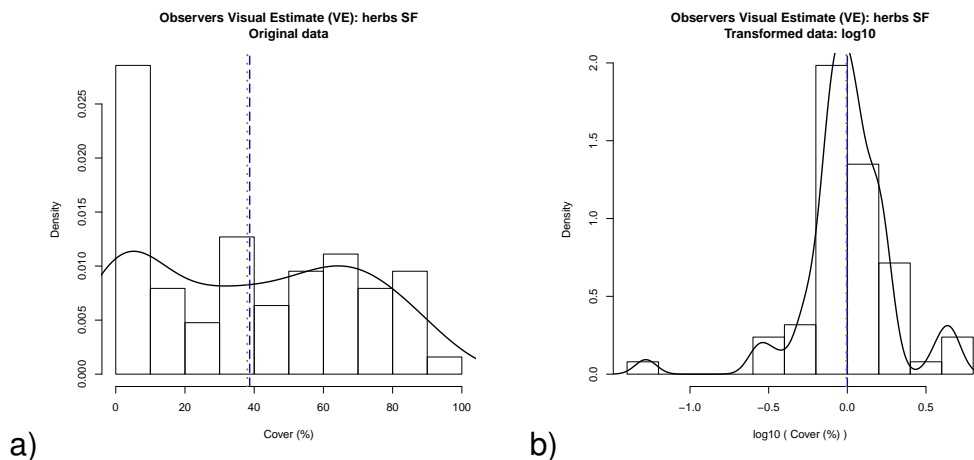 Observers Visual Estimate (VE): herbs SF
Original data
Density
0.000
0.005
0.010
0.015
0.020
0.025
0
20
40
60
80
100
Cover (%)
a)
Observers Visual Estimate (VE): herbs SF
Transformed data: log10
Density
0.0
0.5
1.0
1.5
2.0
−1.0
−0.5
0.0
0.5
log10 ( Cover (%) )
b)